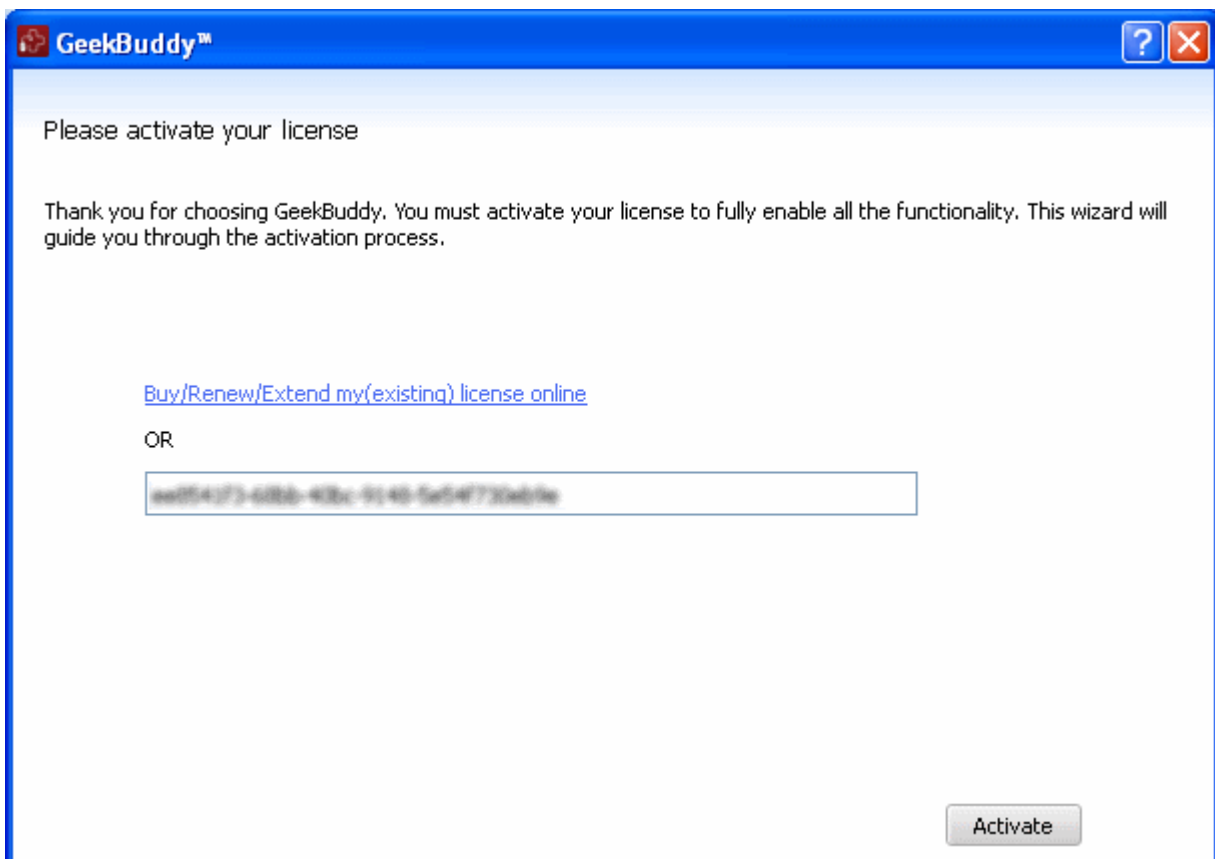 GeekBuddy™
Please activate your license
Thank you for choosing GeekBuddy. You must activate your license to fully enable all the functionality. This wizard will
guide you through the activation process.
Buy/Renew/Extend my(existing) license online
OR
Activate